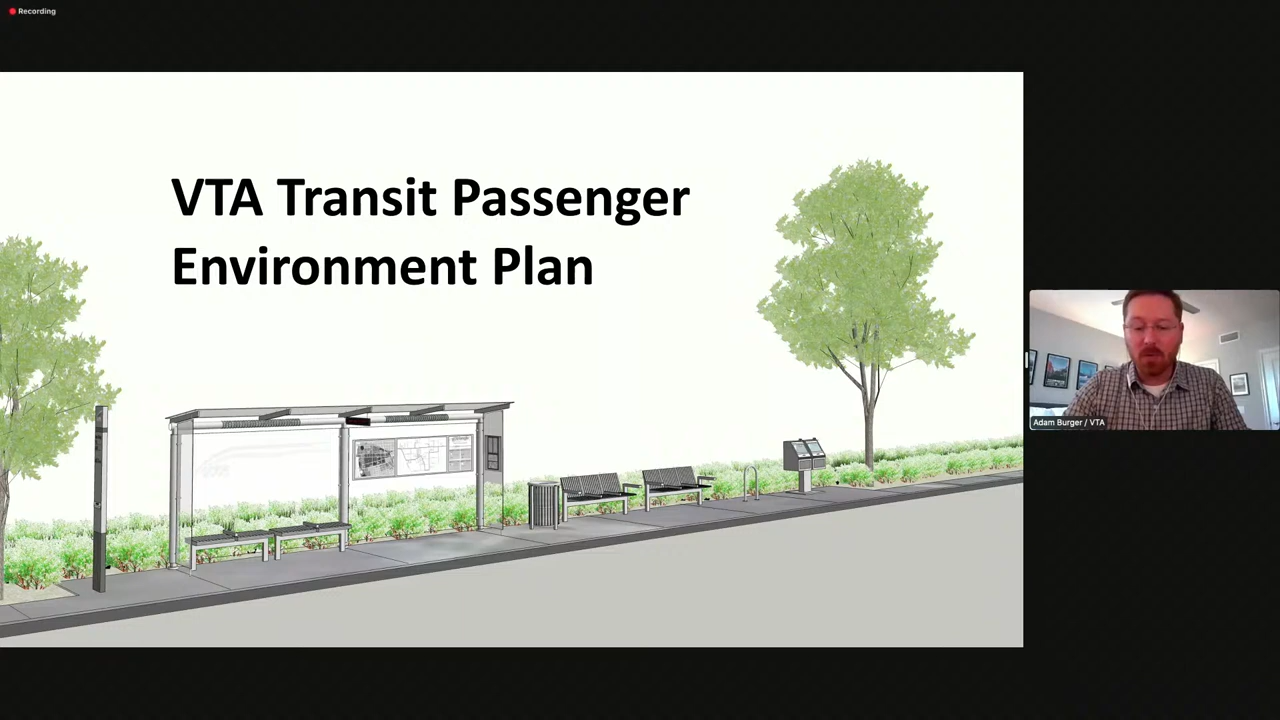 Recording
VTA Transit Passenger
Environment Plan
Adam Burger / VTA